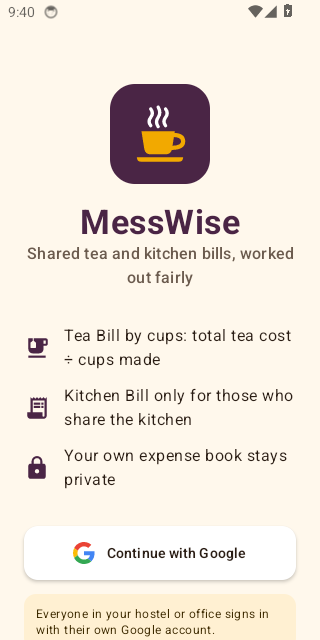 9:40
MessWise
Shared tea and kitchen bills, worked
out fairly
Tea Bill by cups: total tea cost
÷ cups made
Kitchen Bill only for those who
share the kitchen
Your own expense book stays
private
Continue with Google
Everyone in your hostel or office signs in
with their own Google account.